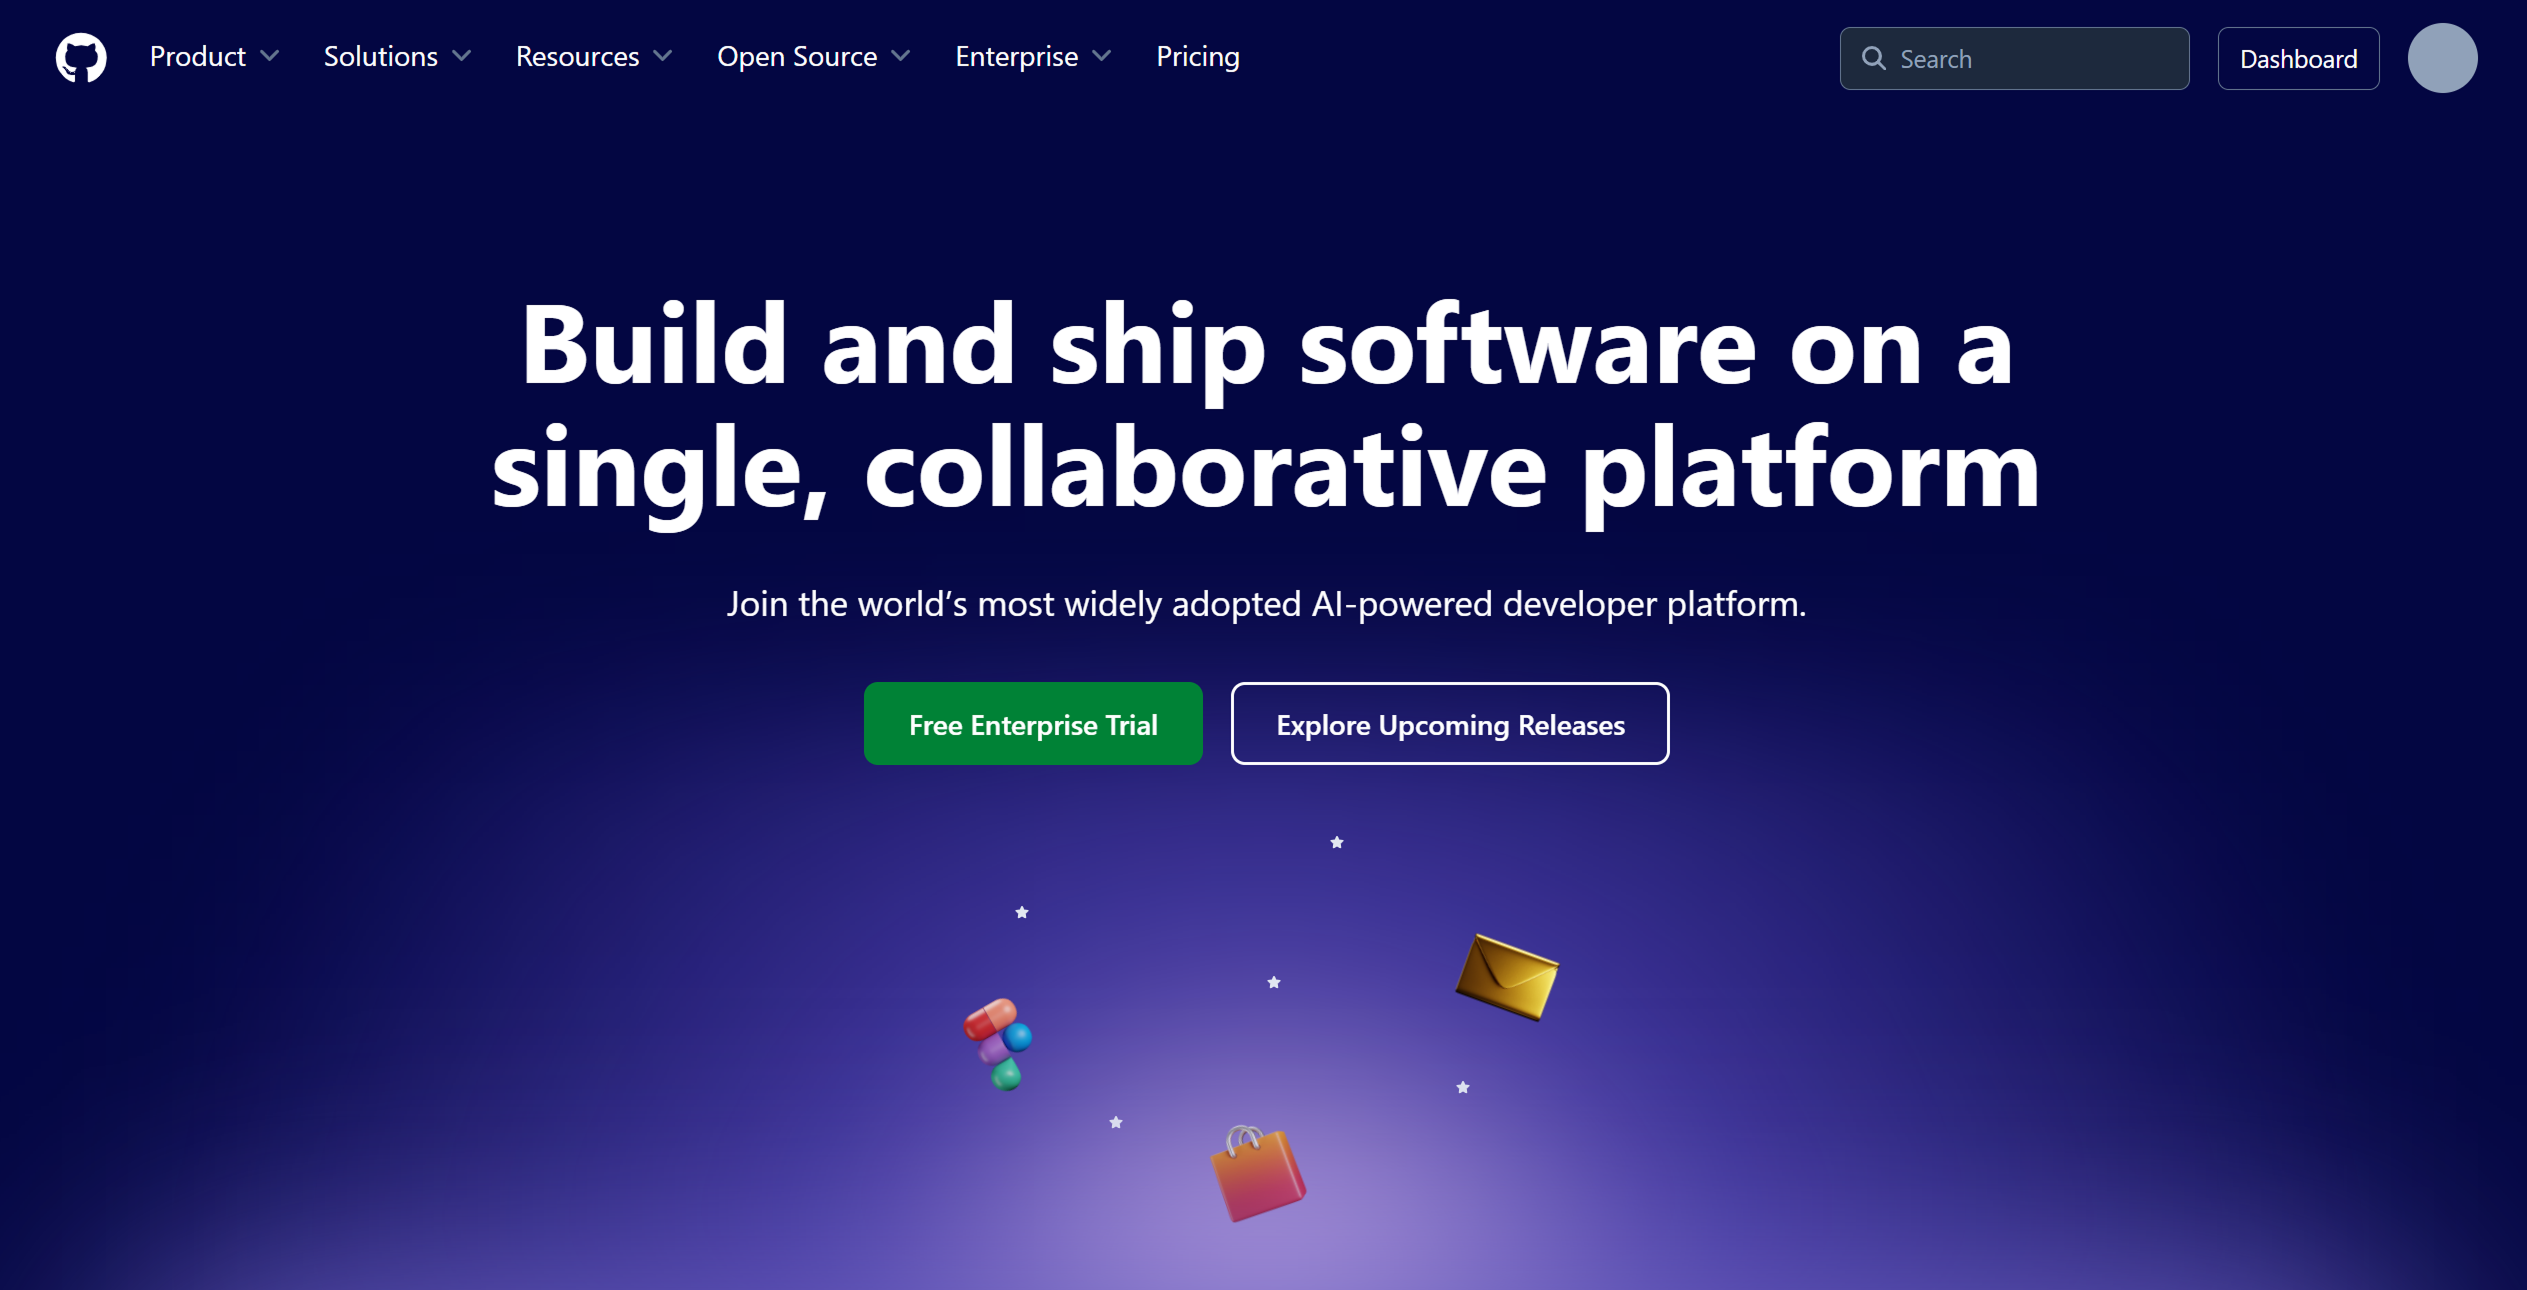 Product Solutions Resources Open Source Enterprise Pricing Search Dashboard
Build and ship software on a
single, collaborative platform
Join the world’s most widely adopted AI-powered developer platform.
Free Enterprise Trial Explore Upcoming Releases